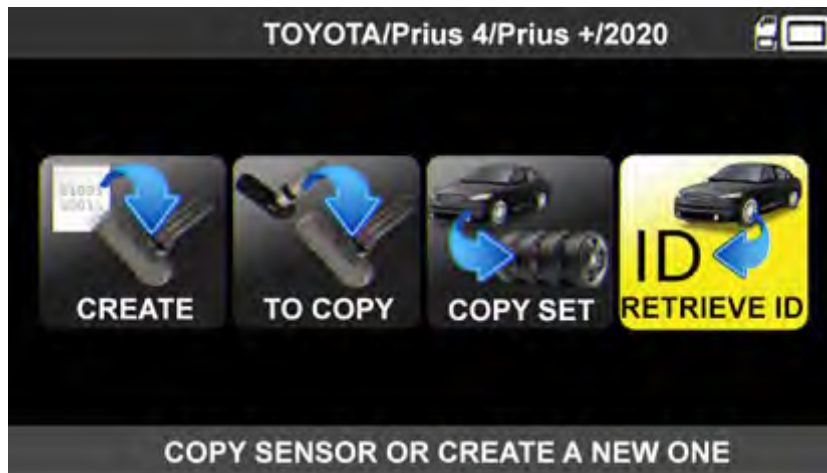 TOYOTA/Prius 4/Prius +/2020
CREATE
TO COPY
COPY SET
ID
RETRIEVE ID
COPY SENSOR OR CREATE A NEW ONE